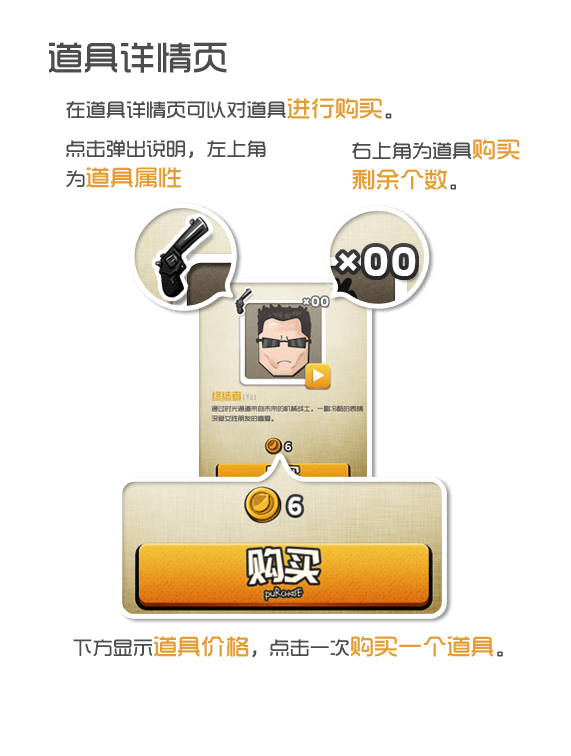 道具详情页
在道具详情页可以对道具进行购买。
点击弹出说明，左上角
为道具属性
右上角为道具购买
剩余个数。
×00
×00
终结者(T2)
通过时光通道来自未来的机械战士，一副冷酷的表情
深受女性朋友的喜爱。
6
6
购买
PURCHASE
下方显示道具价格，点击一次购买一个道具。